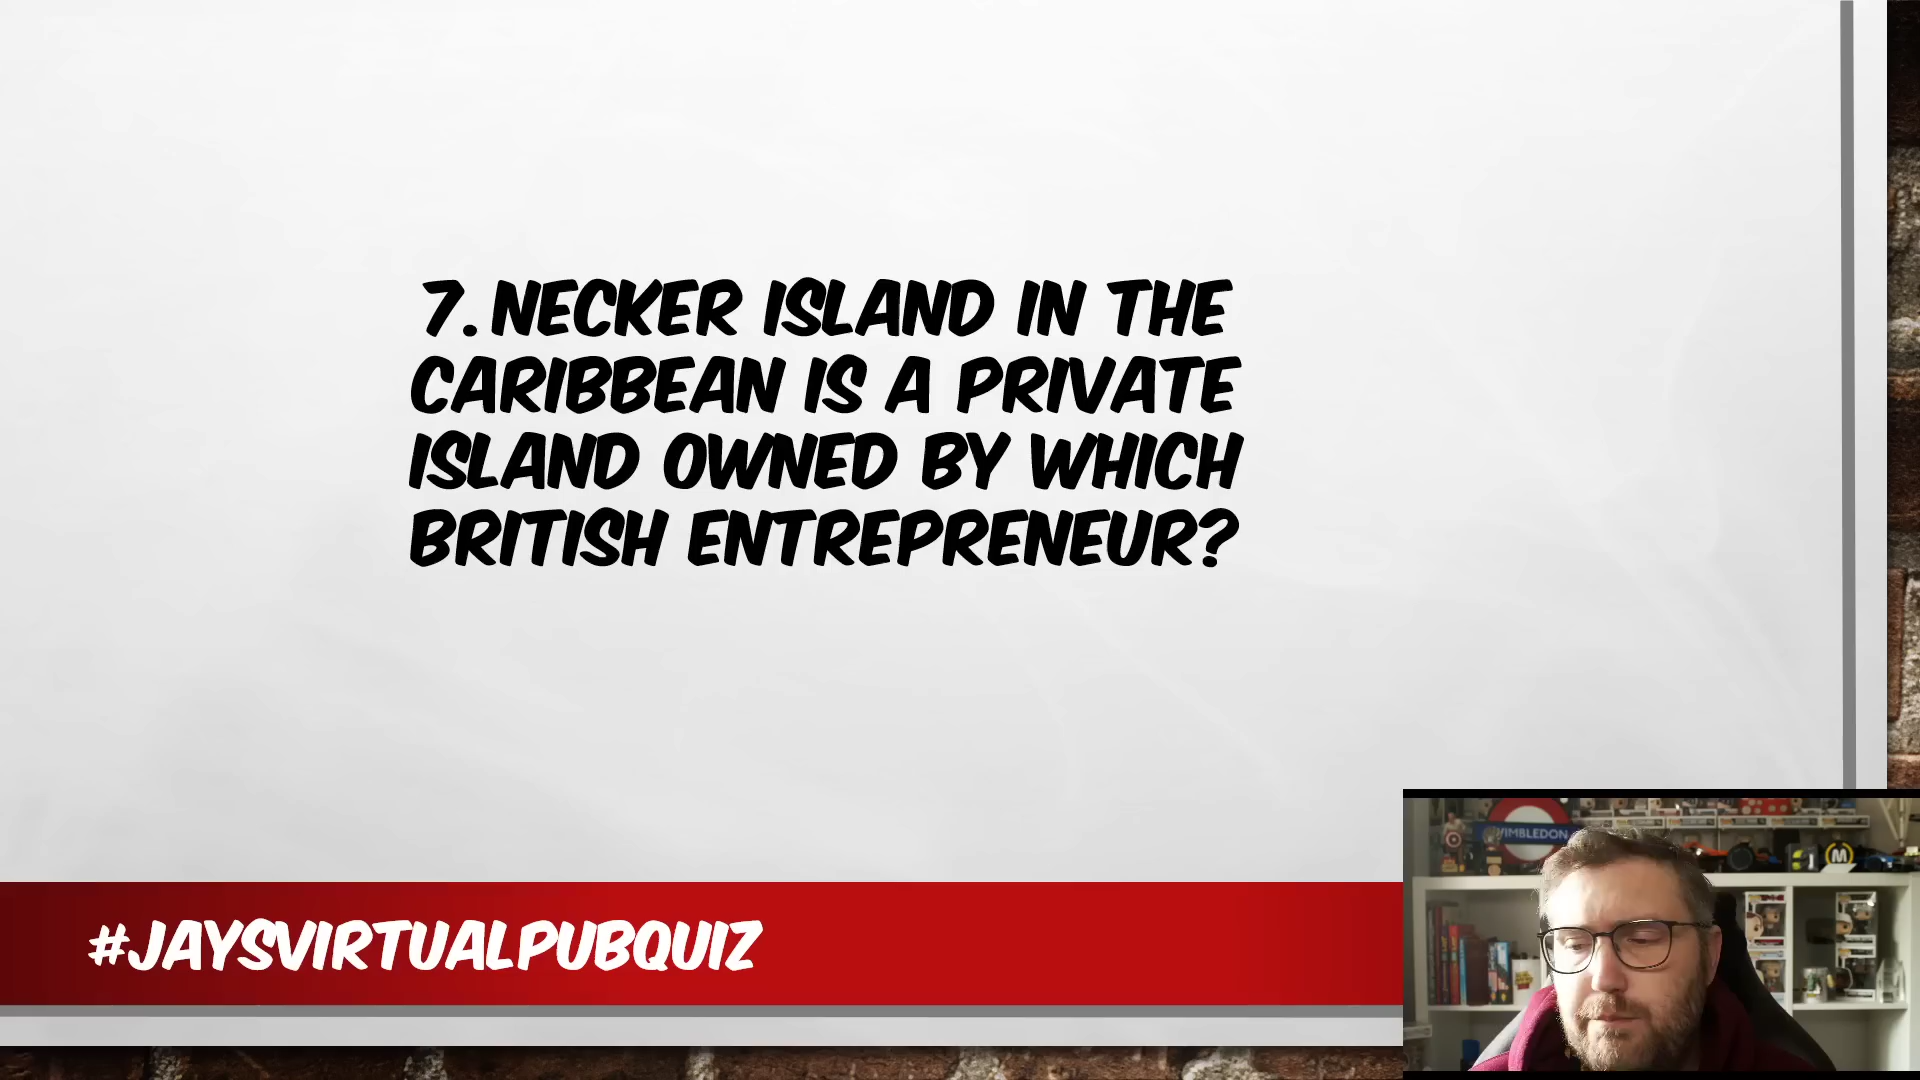 7. NECKER ISLAND IN THE
CARIBBEAN IS A PRIVATE
ISLAND OWNED BY WHICH
BRITISH ENTREPRENEUR?
#JAYSVIRTUALPUBQUIZ
WIMBLEDON
M